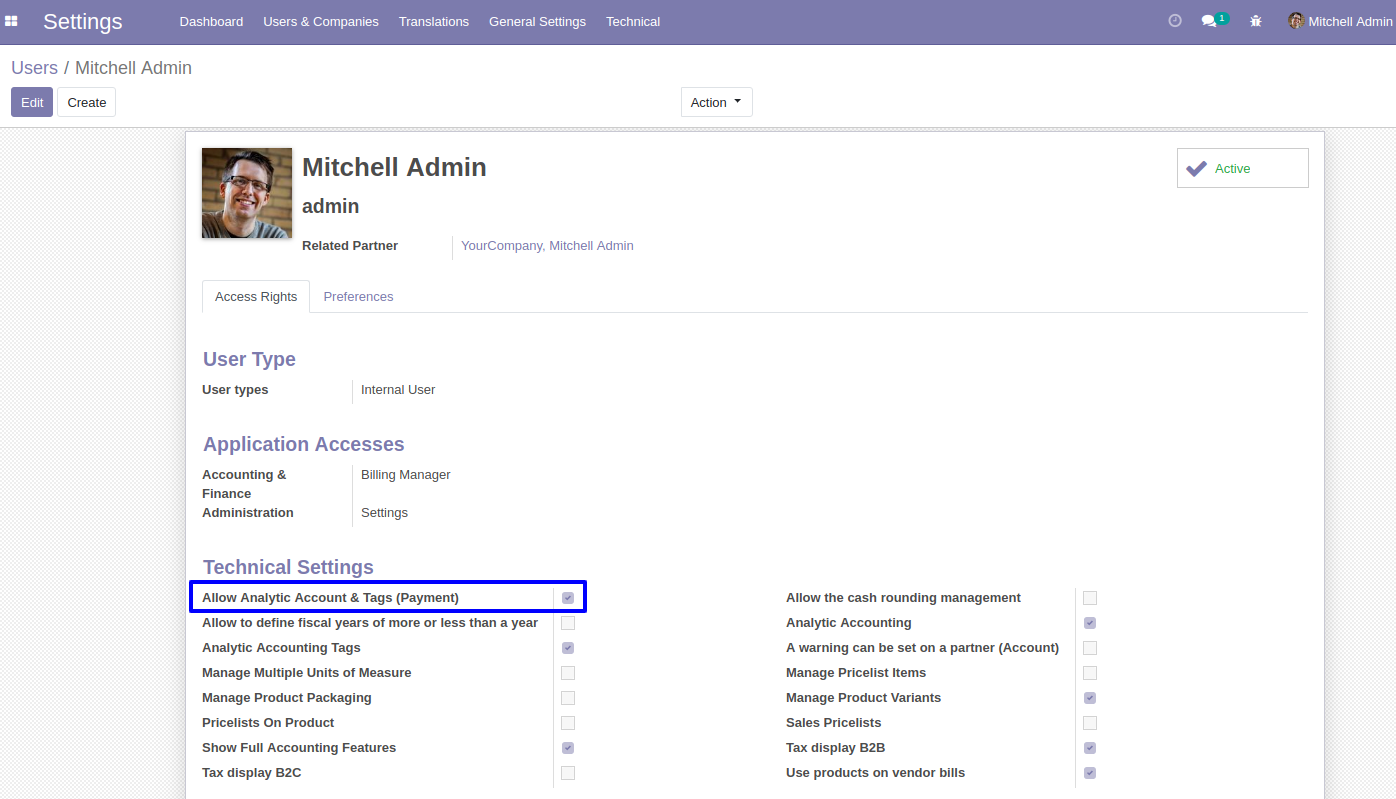 Settings Dashboard Users & Companies Translations General Settings Technical 1 Mitchell Admin
Users / Mitchell Admin
Edit Create Action
Mitchell Admin
Active
admin
Related Partner YourCompany, Mitchell Admin
Access Rights Preferences
User Type
User types Internal User
Application Accesses
Accounting & Billing Manager
Finance
Administration Settings
Technical Settings
Allow Analytic Account & Tags (Payment) Allow the cash rounding management
Allow to define fiscal years of more or less than a year Analytic Accounting
Analytic Accounting Tags A warning can be set on a partner (Account)
Manage Multiple Units of Measure Manage Pricelist Items
Manage Product Packaging Manage Product Variants
Pricelists On Product Sales Pricelists
Show Full Accounting Features Tax display B2B
Tax display B2C Use products on vendor bills